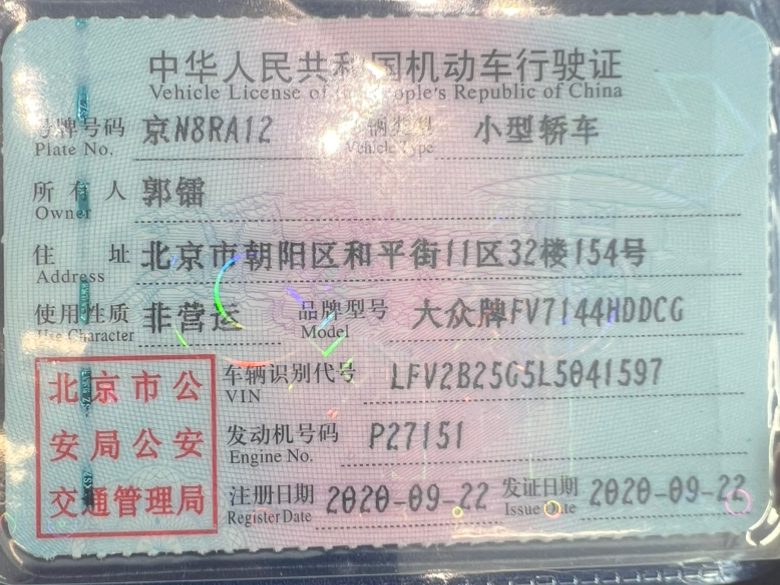 中华人民共和国机动车行驶证
Vehicle License of the People's Republic of China
号牌号码 京N8RA12 车辆类型 小型轿车
Plate No. Vehicle Type
所有人 郭镭
Owner
住址 北京市朝阳区和平街11区32楼154号
Address
使用性质 非营运 品牌型号 大众牌FV7144HDDCG
Use Character Model
车辆识别代号 LFV2B25G5L5041597
VIN
发动机号码 P27151
Engine No.
注册日期 2020-09-22 发证日期 2020-09-22
Register Date Issue Date
北京市公
安局公安
交通管理局